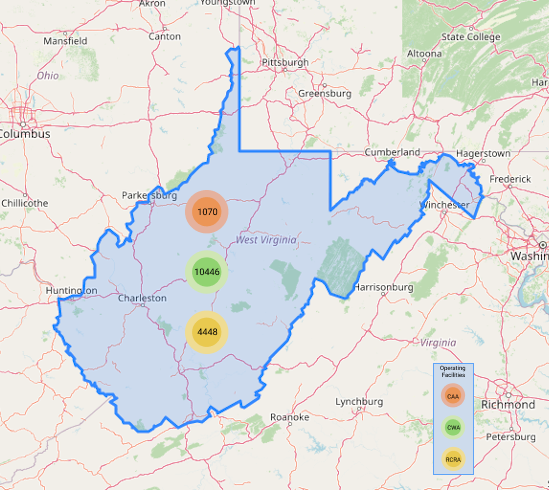 Akron
Youngstown
Mansfield
Canton
State College
Pittsburgh
Altoona
Ohio
Greensburg
Columbus
Cumberland
Hagerstown
Frederick
Parkersburg
Chillicothe
Winchester
1070
West Virginia
10446
Huntington
Charleston
Harrisonburg
4448
Virginia
Operating
Facilities
CAA
Lynchburg
Richmond
Roanoke
CWA
Petersburg
RCRA